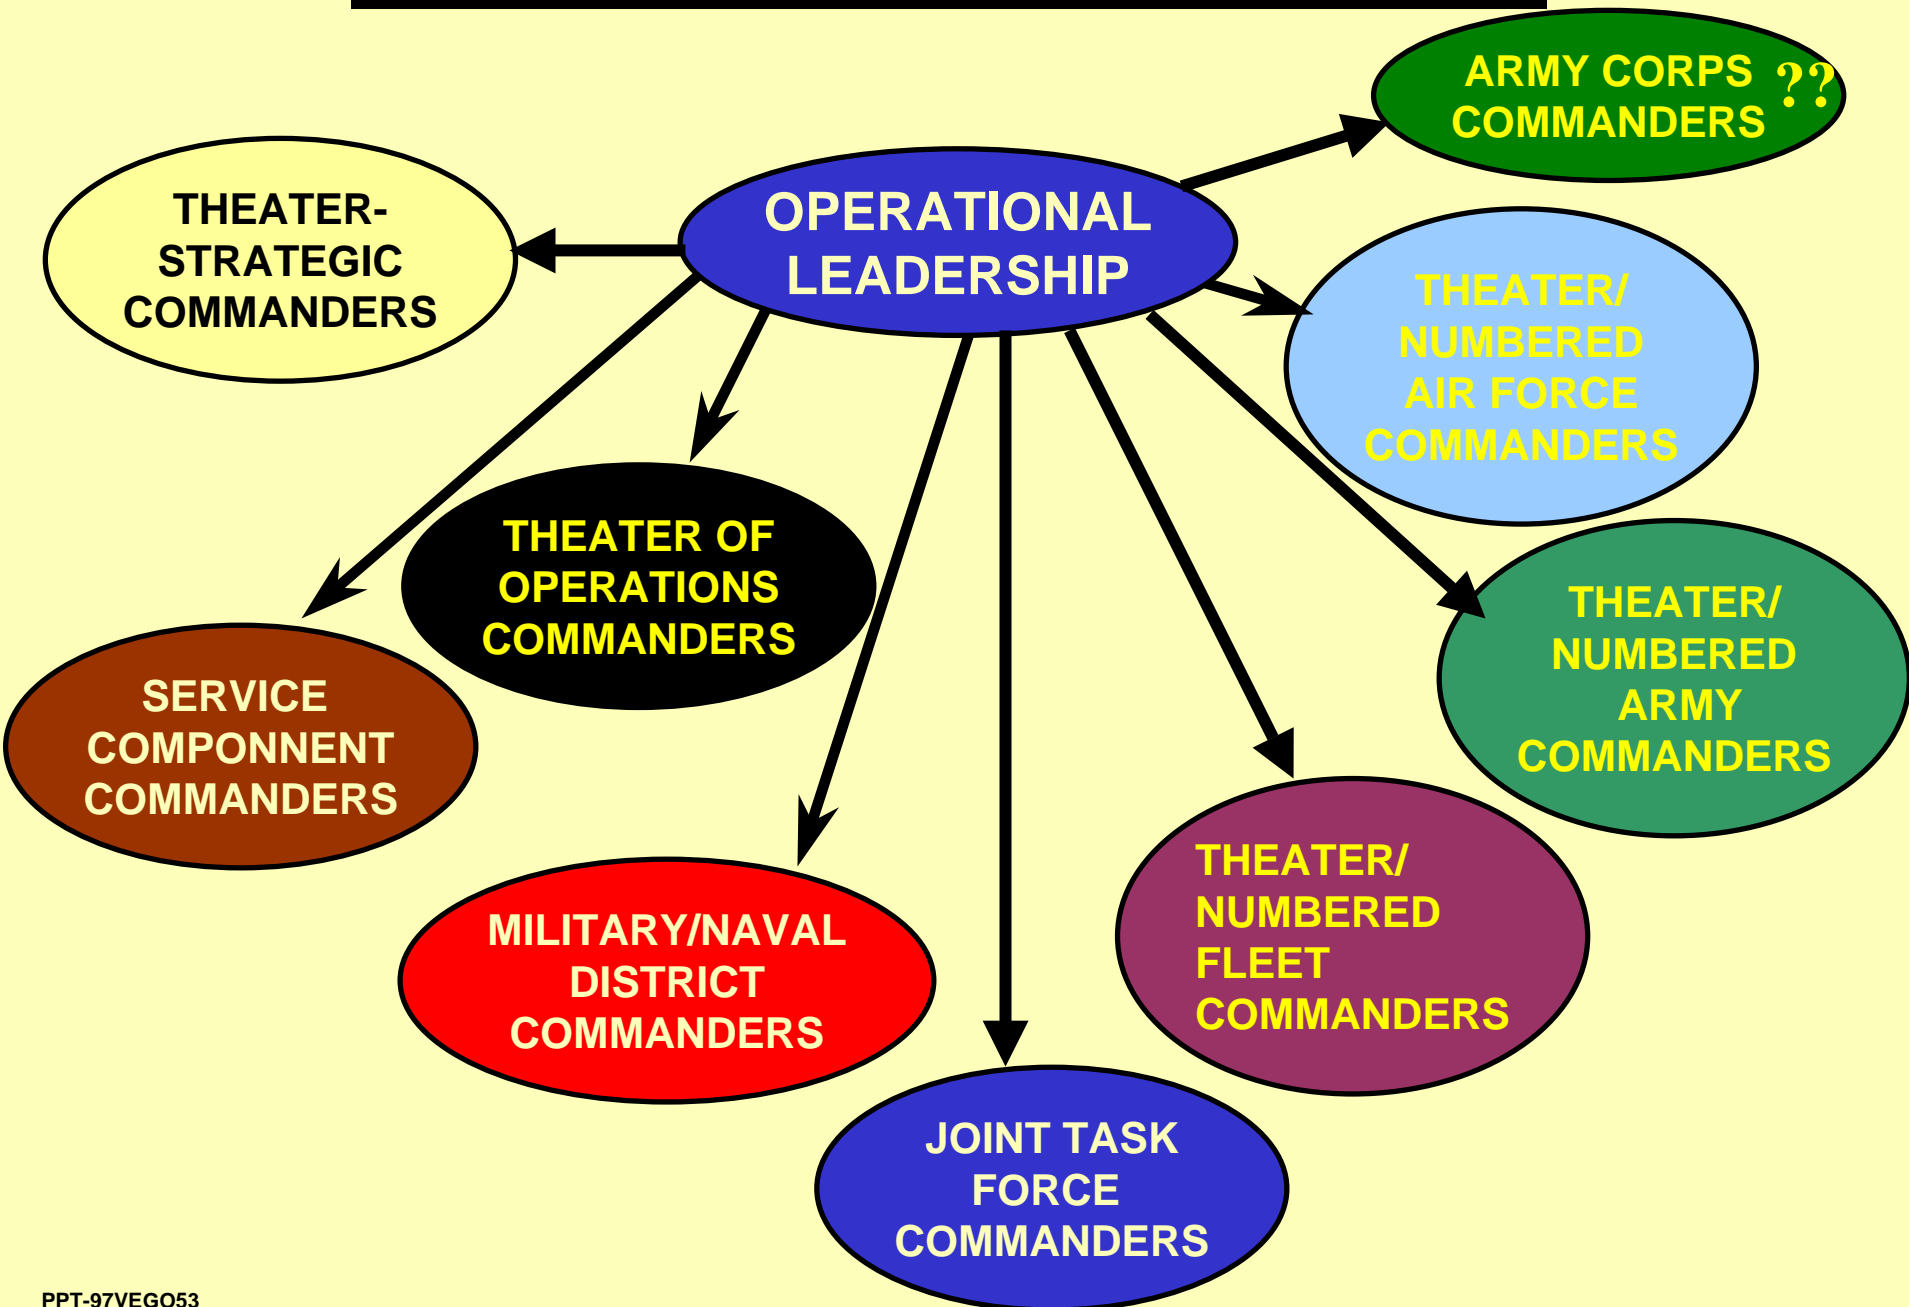 ARMY CORPS ??
COMMANDERS
OPERATIONAL
LEADERSHIP
THEATER-
STRATEGIC
COMMANDERS
THEATER/
NUMBERED
AIR FORCE
COMMANDERS
THEATER OF
OPERATIONS
COMMANDERS
THEATER/
NUMBERED
ARMY
COMMANDERS
SERVICE
COMPONNENT
COMMANDERS
THEATER/
NUMBERED
FLEET
COMMANDERS
MILITARY/NAVAL
DISTRICT
COMMANDERS
JOINT TASK
FORCE
COMMANDERS
PPT-97VEGO53